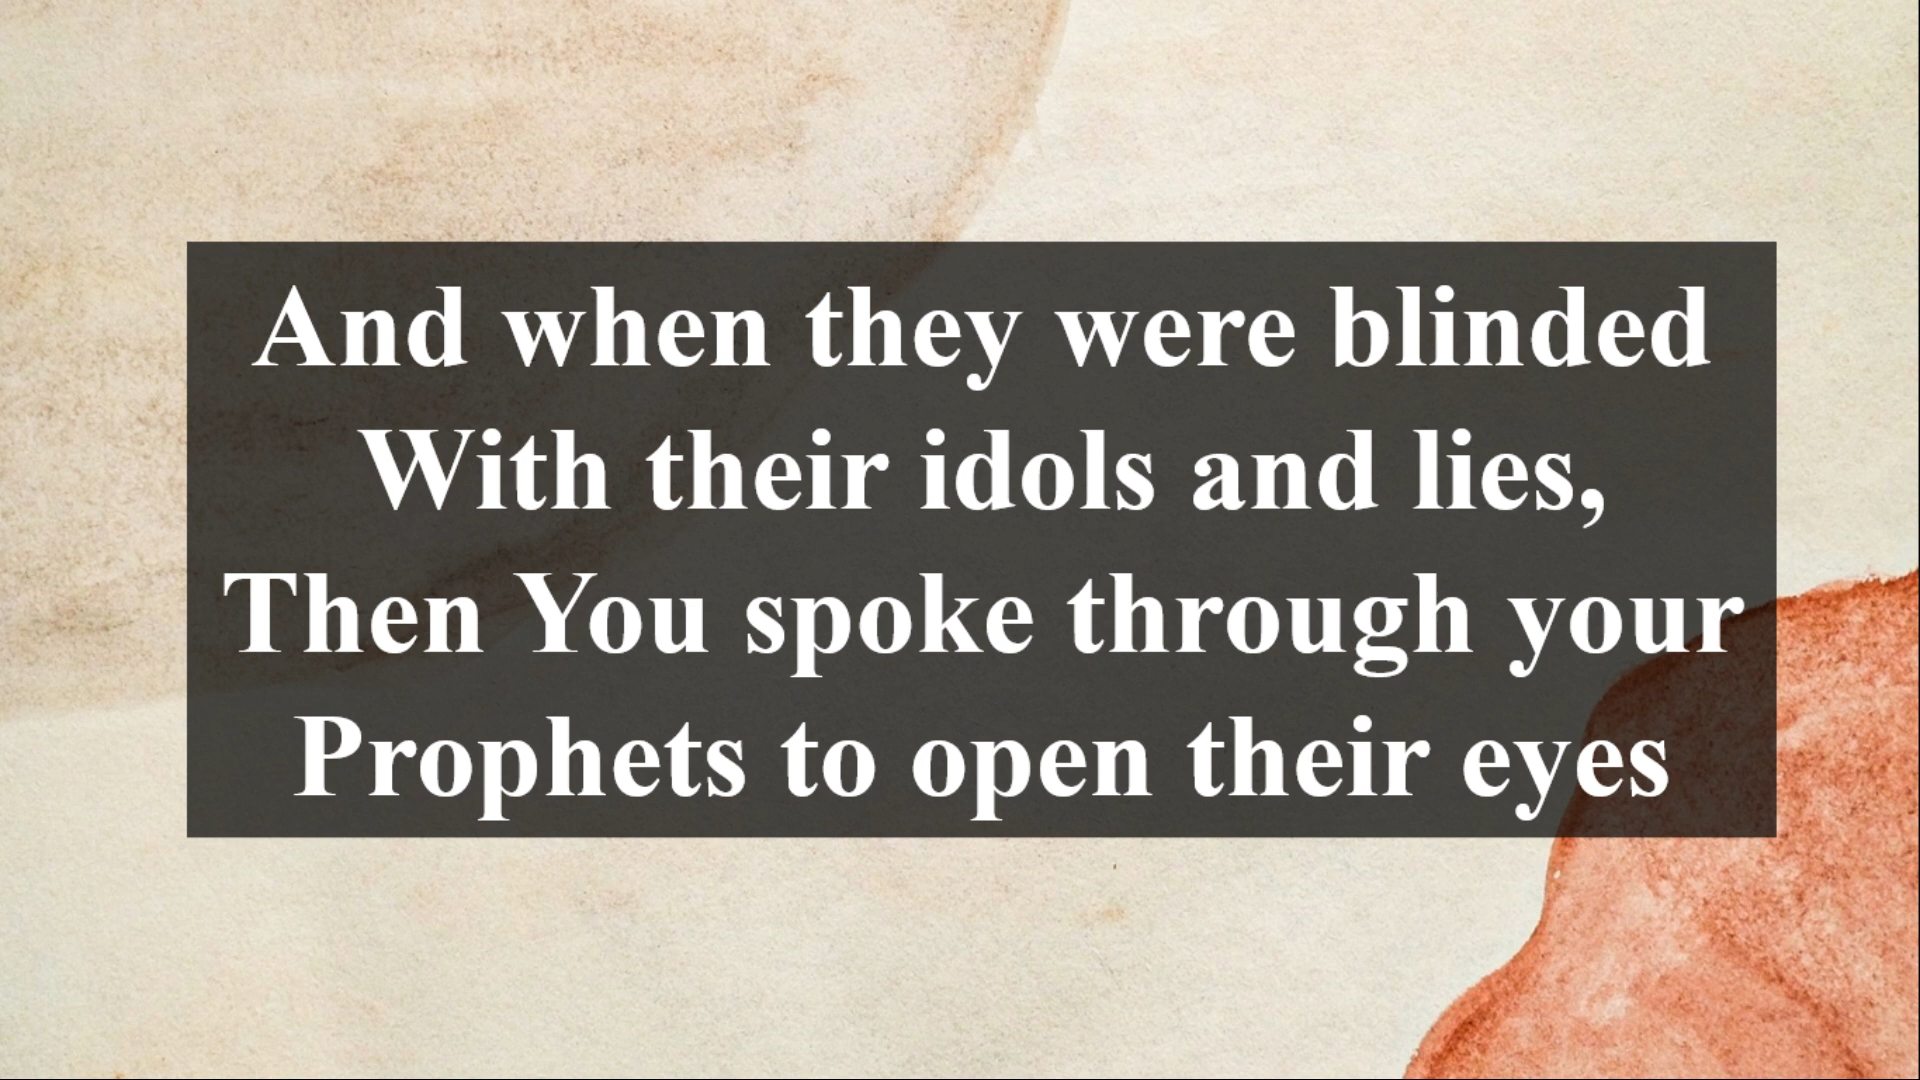 And when they were blinded
With their idols and lies,
Then You spoke through your
Prophets to open their eyes